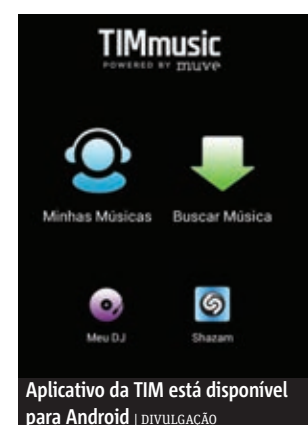 TIMmusic
POWERED BY muve
Minhas Músicas Buscar Música
Meu DJ Shazam
Aplicativo da TIM está disponível
para Android | DIVULGAÇÃO